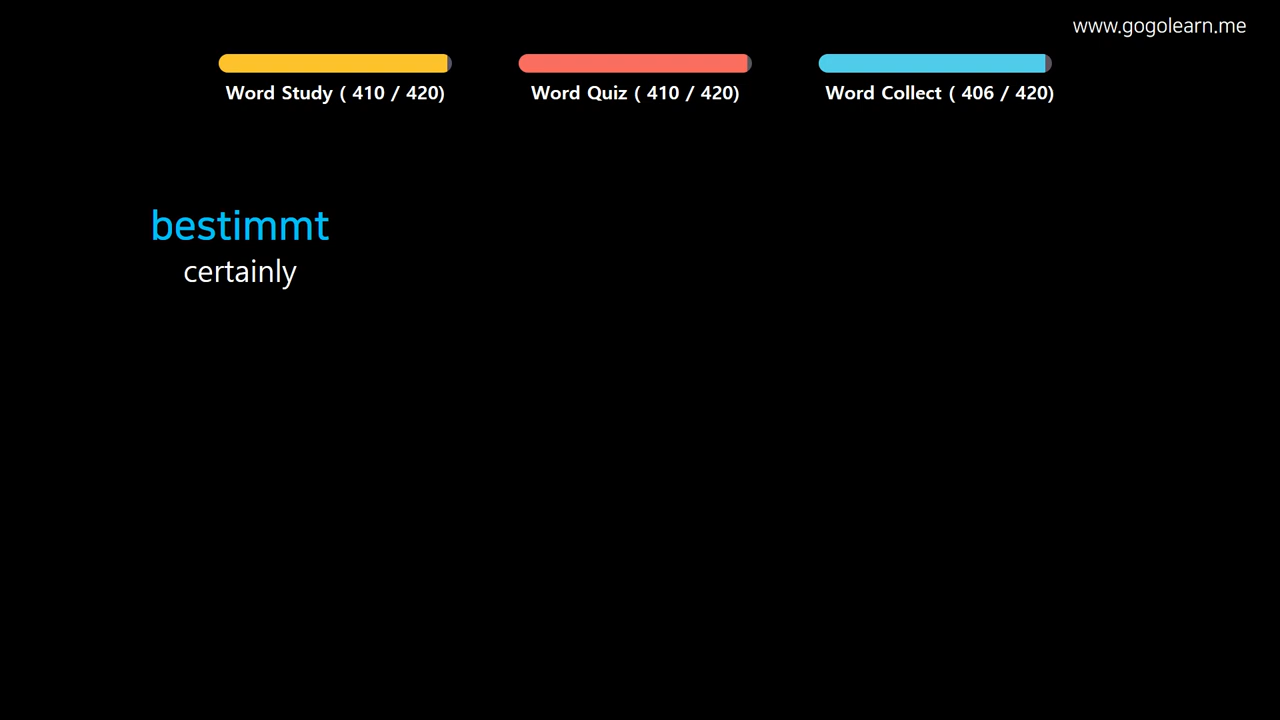 www.gogolearn.me
Word Study ( 410 / 420)
Word Quiz ( 410 / 420)
Word Collect ( 406 / 420)
bestimmt
certainly